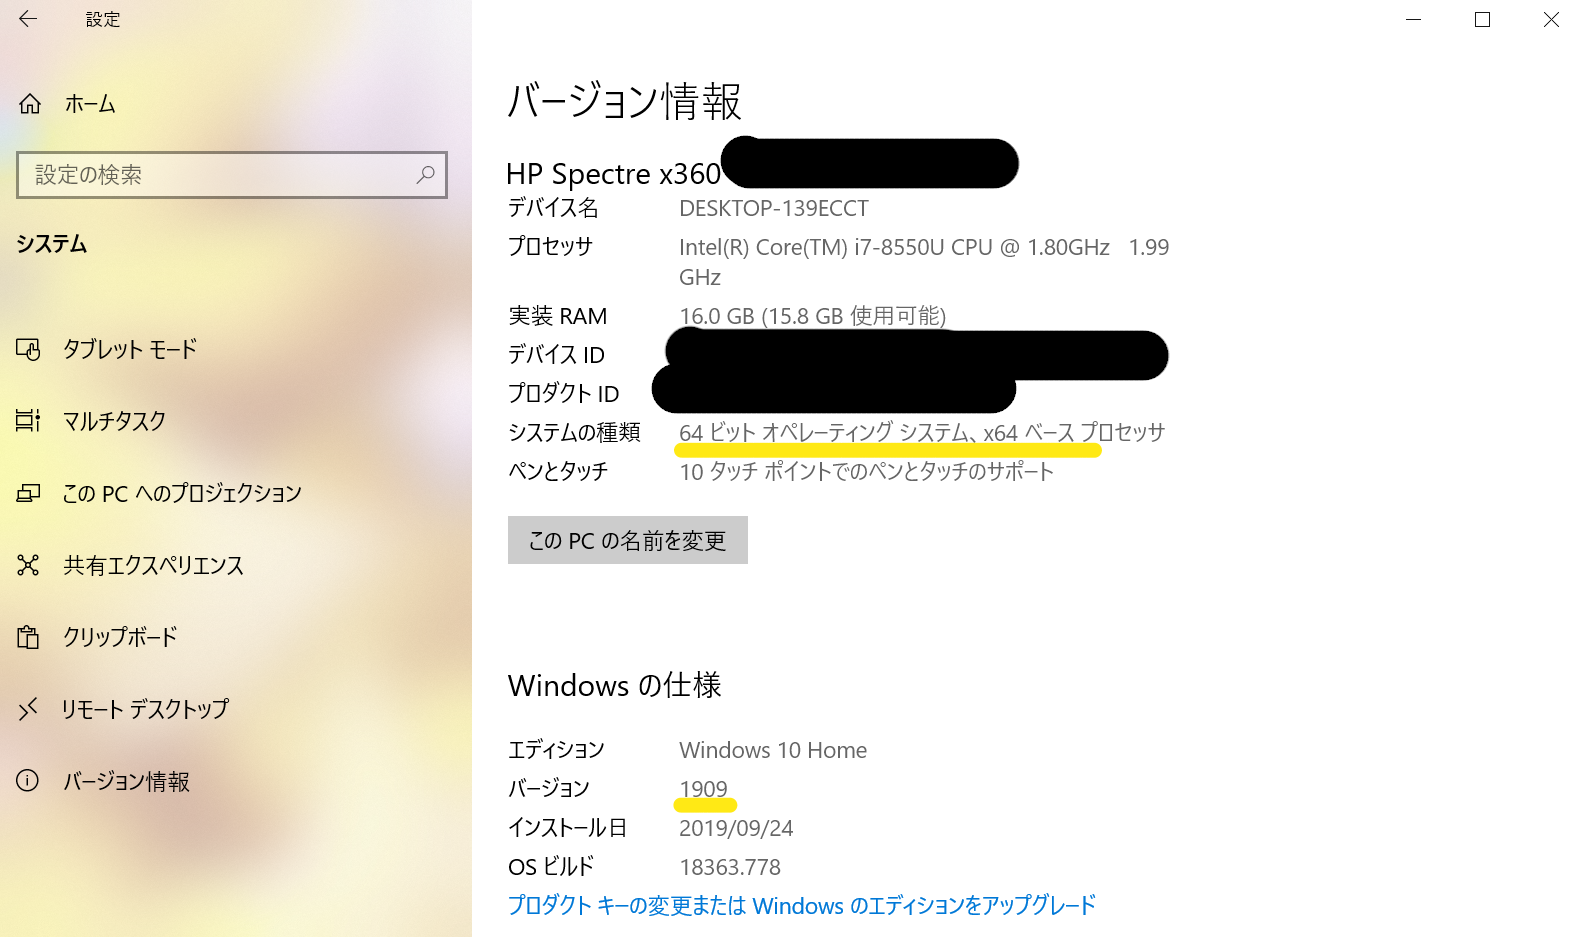 設定
ホーム
設定の検索
システム
タブレット モード
マルチタスク
この PC へのプロジェクション
共有エクスペリエンス
クリップボード
リモート デスクトップ
バージョン情報
バージョン情報
HP Spectre x360
デバイス名 DESKTOP-139ECCT
プロセッサ Intel(R) Core(TM) i7-8550U CPU @ 1.80GHz 1.99
GHz
実装 RAM 16.0 GB (15.8 GB 使用可能)
デバイス ID
プロダクト ID
システムの種類 64 ビット オペレーティング システム、x64 ベース プロセッサ
ペンとタッチ 10 タッチ ポイントでのペンとタッチのサポート
この PC の名前を変更
Windows の仕様
エディション Windows 10 Home
バージョン 1909
インストール日 2019/09/24
OS ビルド 18363.778
プロダクト キーの変更または Windows のエディションをアップグレード